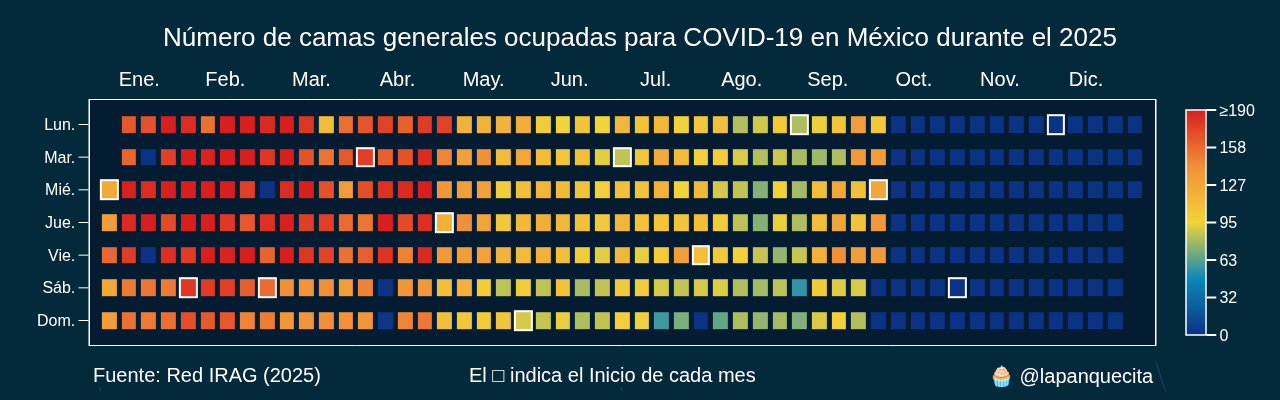 Número de camas generales ocupadas para COVID-19 en México durante el 2025
Ene. Feb. Mar. Abr. May. Jun. Jul. Ago. Sep. Oct. Nov. Dic.
Lun.
Mar.
Mié.
Jue.
Vie.
Sáb.
Dom.
≥190
158
127
95
63
32
0
Fuente: Red IRAG (2025)
El □ indica el Inicio de cada mes
🧁 @lapanquecita